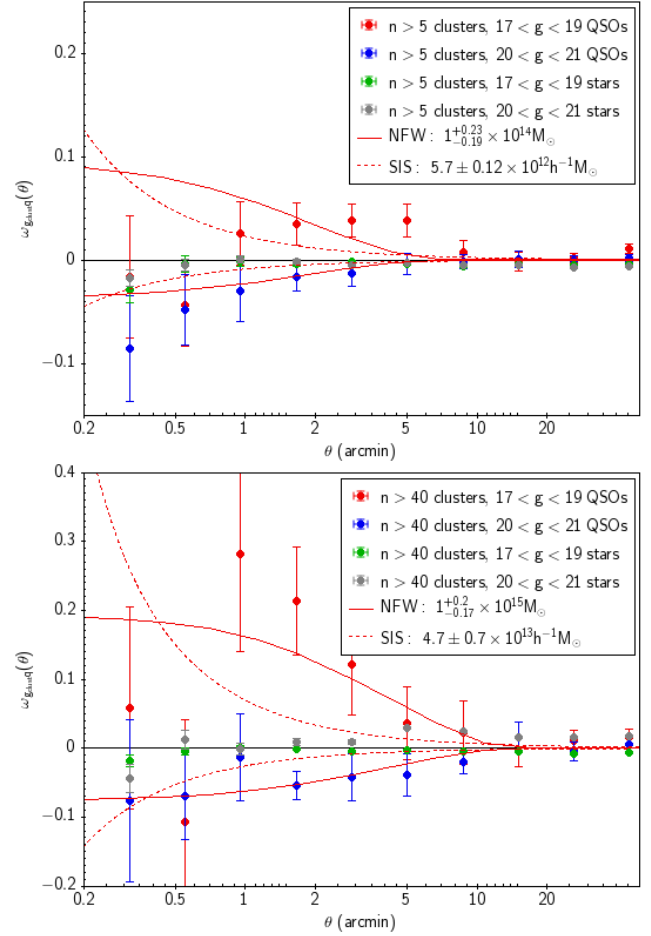 0.2
0.1
0
−0.1
ω_{g_{clust}q}(θ)
n > 5 clusters, 17 < g < 19 QSOs
n > 5 clusters, 20 < g < 21 QSOs
n > 5 clusters, 17 < g < 19 stars
n > 5 clusters, 20 < g < 21 stars
NFW : 1^{+0.23}_{−0.19} × 10^{14}M_☉
SIS : 5.7 ± 0.12 × 10^{12}h^{−1}M_☉
0.2 0.5 1 2 5 10 20
θ (arcmin)
0.4
0.3
0.2
0.1
0
−0.1
−0.2
ω_{g_{clust}q}(θ)
n > 40 clusters, 17 < g < 19 QSOs
n > 40 clusters, 20 < g < 21 QSOs
n > 40 clusters, 17 < g < 19 stars
n > 40 clusters, 20 < g < 21 stars
NFW : 1^{+0.2}_{−0.17} × 10^{15}M_☉
SIS : 4.7 ± 0.7 × 10^{13}h^{−1}M_☉
0.2 0.5 1 2 5 10 20
θ (arcmin)